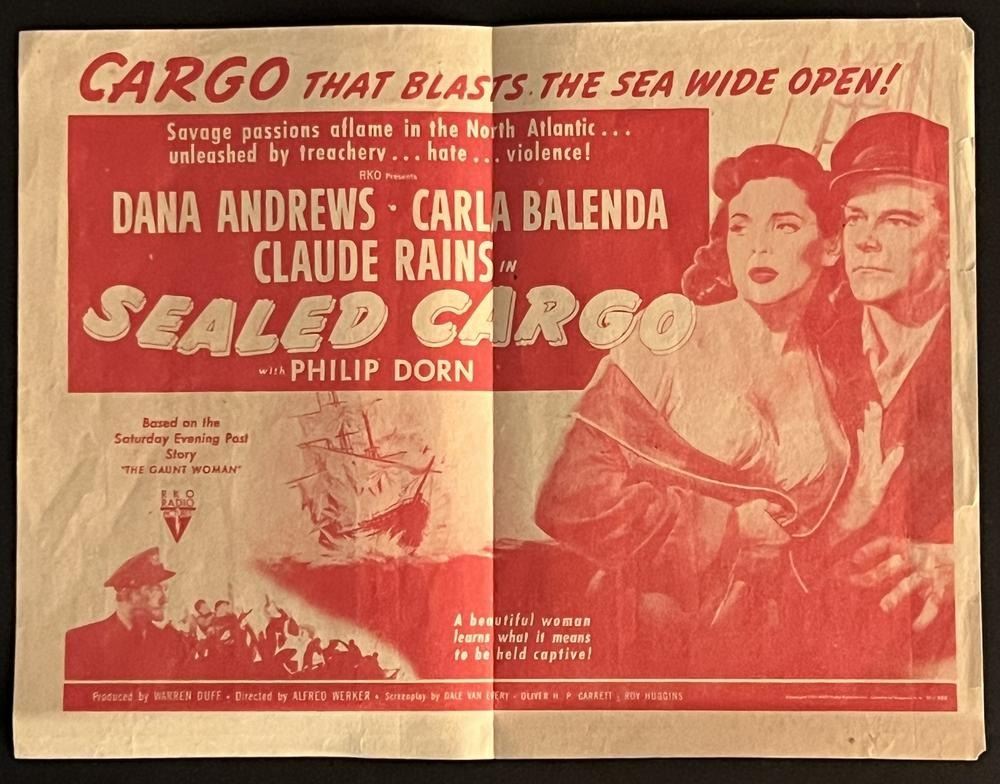 CARGO THAT BLASTS THE SEA WIDE OPEN!
Savage passions aflame in the North Atlantic...
unleashed by treachery...hate...violence!
RKO Presents
DANA ANDREWS · CARLA BALENDA
CLAUDE RAINS IN
SEALED CARGO
with PHILIP DORN
Based on the
Saturday Evening Post
Story
"THE GAUNT WOMAN"
RKO
RADIO
A beautiful woman
learns what it means
to be held captive!
Produced by WARREN DUFF • Directed by ALFRED WERKER • Screenplay by DALE VAN EVERY - OLIVER H. P. GARRETT - ROY HUGGINS